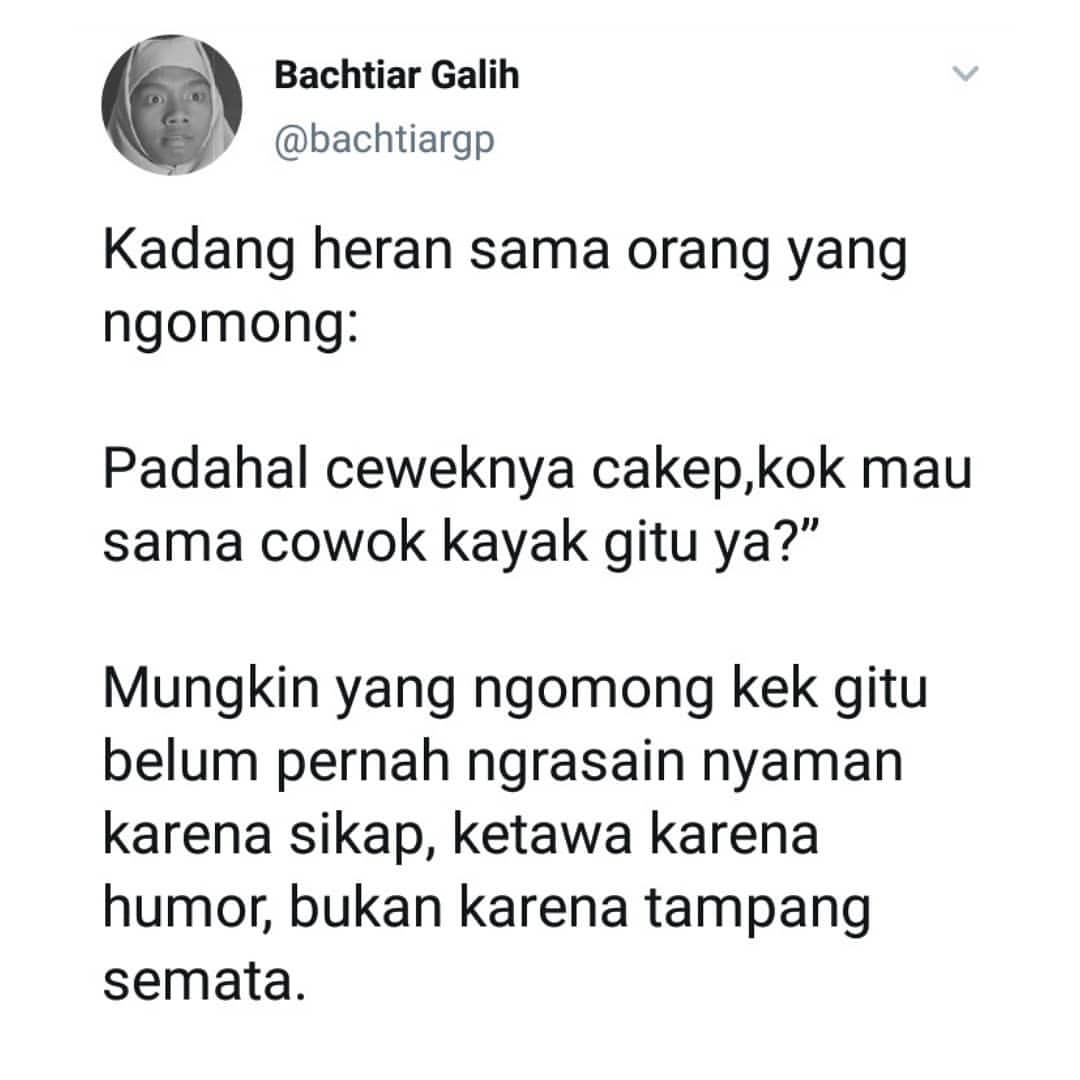 Bachtiar Galih
@bachtiargp
Kadang heran sama orang yang
ngomong:
Padahal ceweknya cakep,kok mau
sama cowok kayak gitu ya?”
Mungkin yang ngomong kek gitu
belum pernah ngrasain nyaman
karena sikap, ketawa karena
humor, bukan karena tampang
semata.